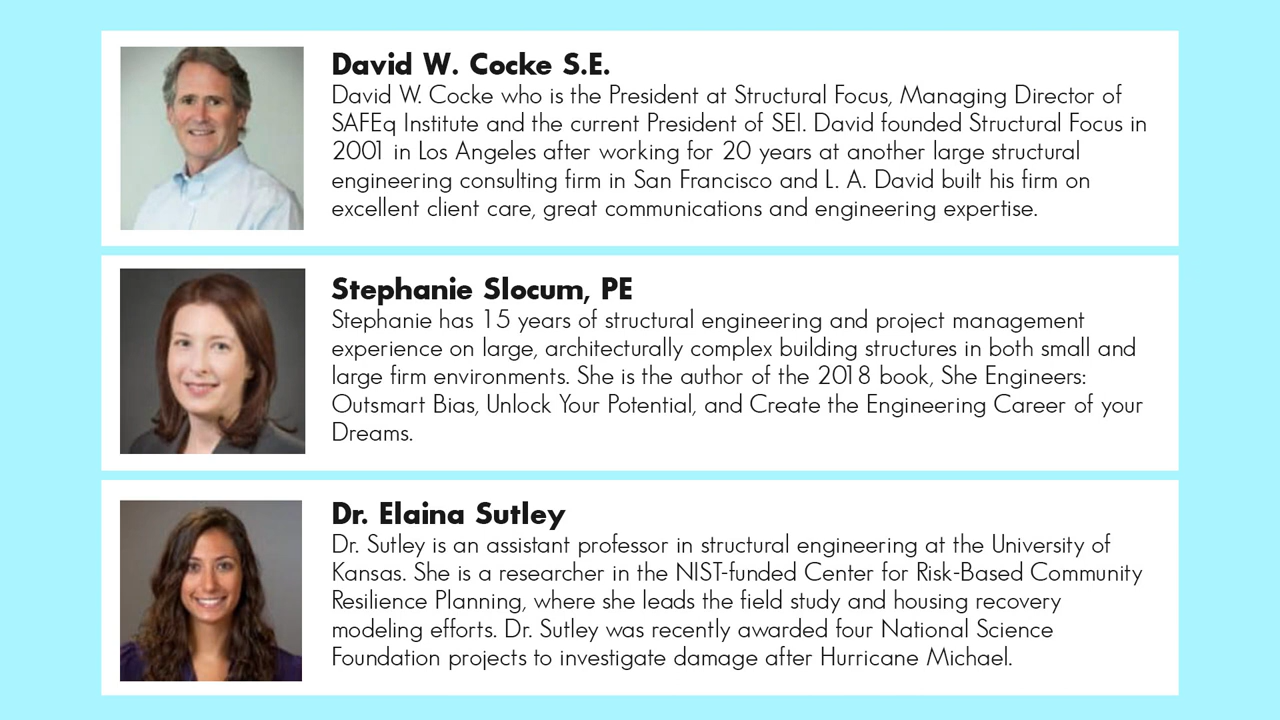 David W. Cocke S.E.
David W. Cocke who is the President at Structural Focus, Managing Director of
SAFEq Institute and the current President of SEI. David founded Structural Focus in
2001 in Los Angeles after working for 20 years at another large structural
engineering consulting firm in San Francisco and L. A. David built his firm on
excellent client care, great communications and engineering expertise.
Stephanie Slocum, PE
Stephanie has 15 years of structural engineering and project management
experience on large, architecturally complex building structures in both small and
large firm environments. She is the author of the 2018 book, She Engineers:
Outsmart Bias, Unlock Your Potential, and Create the Engineering Career of your
Dreams.
Dr. Elaina Sutley
Dr. Sutley is an assistant professor in structural engineering at the University of
Kansas. She is a researcher in the NIST-funded Center for Risk-Based Community
Resilience Planning, where she leads the field study and housing recovery
modeling efforts. Dr. Sutley was recently awarded four National Science
Foundation projects to investigate damage after Hurricane Michael.